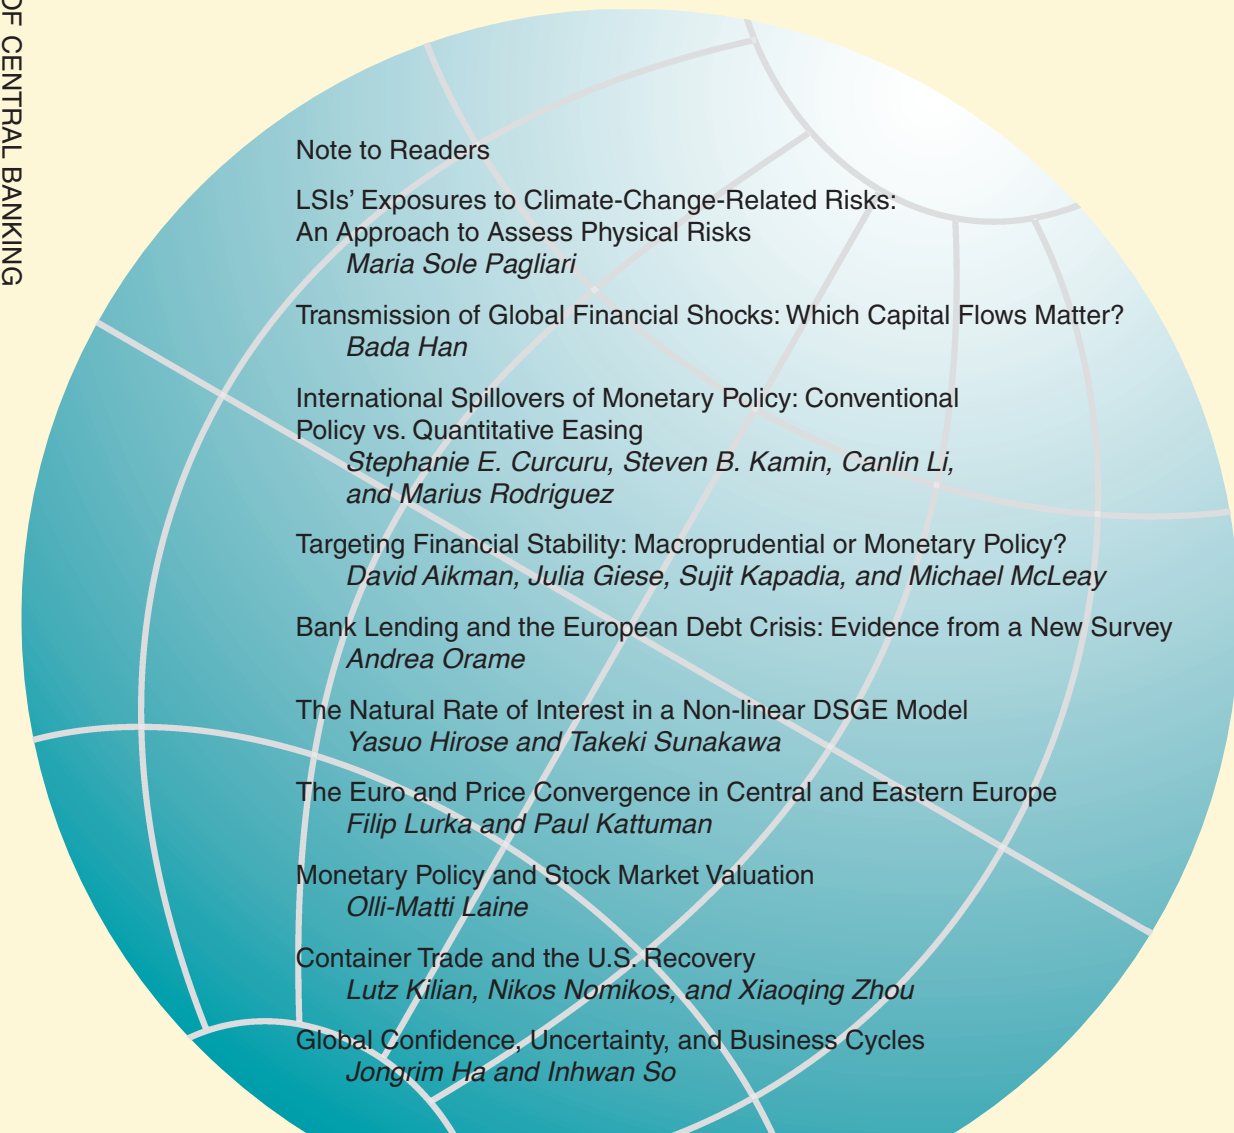 OF CENTRAL BANKING
Note to Readers
LSIs’ Exposures to Climate-Change-Related Risks:
An Approach to Assess Physical Risks
Maria Sole Pagliari
Transmission of Global Financial Shocks: Which Capital Flows Matter?
Bada Han
International Spillovers of Monetary Policy: Conventional
Policy vs. Quantitative Easing
Stephanie E. Curcuru, Steven B. Kamin, Canlin Li,
and Marius Rodriguez
Targeting Financial Stability: Macroprudential or Monetary Policy?
David Aikman, Julia Giese, Sujit Kapadia, and Michael McLeay
Bank Lending and the European Debt Crisis: Evidence from a New Survey
Andrea Orame
The Natural Rate of Interest in a Non-linear DSGE Model
Yasuo Hirose and Takeki Sunakawa
The Euro and Price Convergence in Central and Eastern Europe
Filip Lurka and Paul Kattuman
Monetary Policy and Stock Market Valuation
Olli-Matti Laine
Container Trade and the U.S. Recovery
Lutz Kilian, Nikos Nomikos, and Xiaoqing Zhou
Global Confidence, Uncertainty, and Business Cycles
Jongrim Ha and Inhwan So